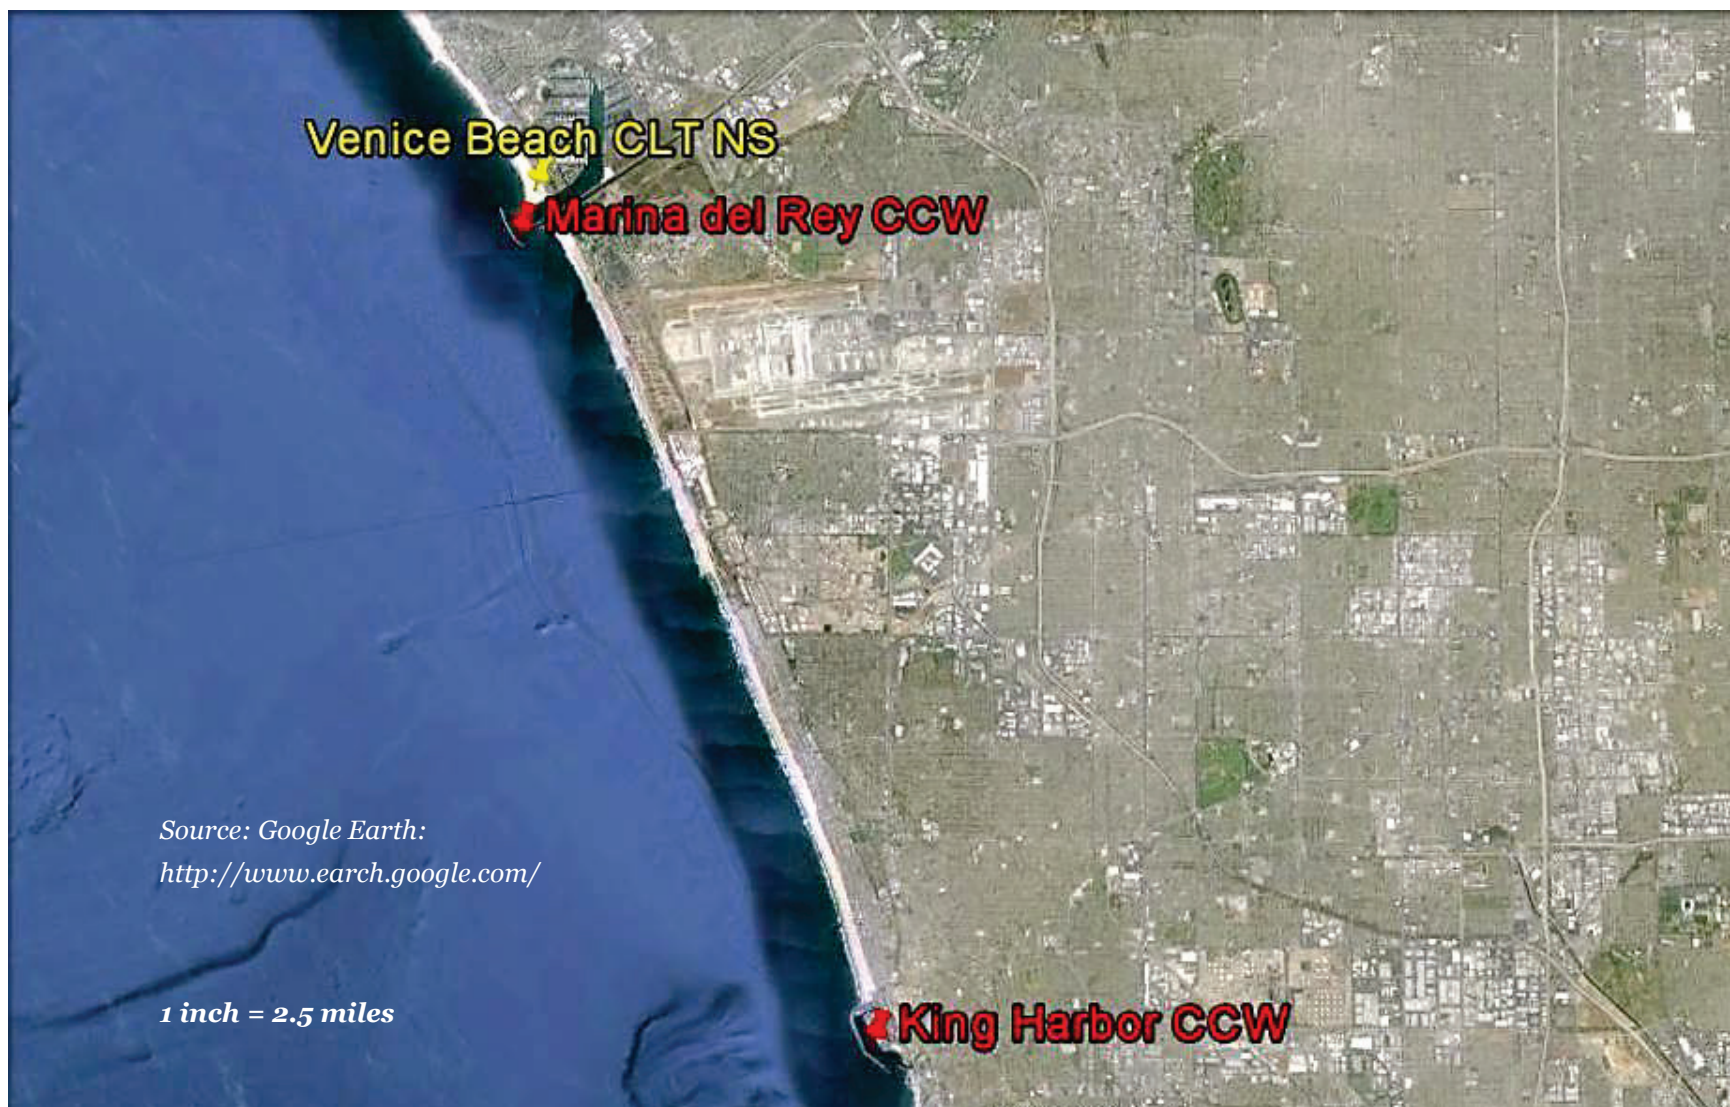 Venice Beach CLT NS
Marina del Rey CCW
Source: Google Earth:
http://www.earch.google.com/
1 inch = 2.5 miles
King Harbor CCW